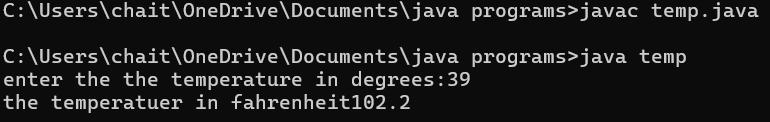 C:\Users\chait\OneDrive\Documents\java programs>javac temp.java
C:\Users\chait\OneDrive\Documents\java programs>java temp
enter the the temperature in degrees:39
the temperatuer in fahrenheit102.2